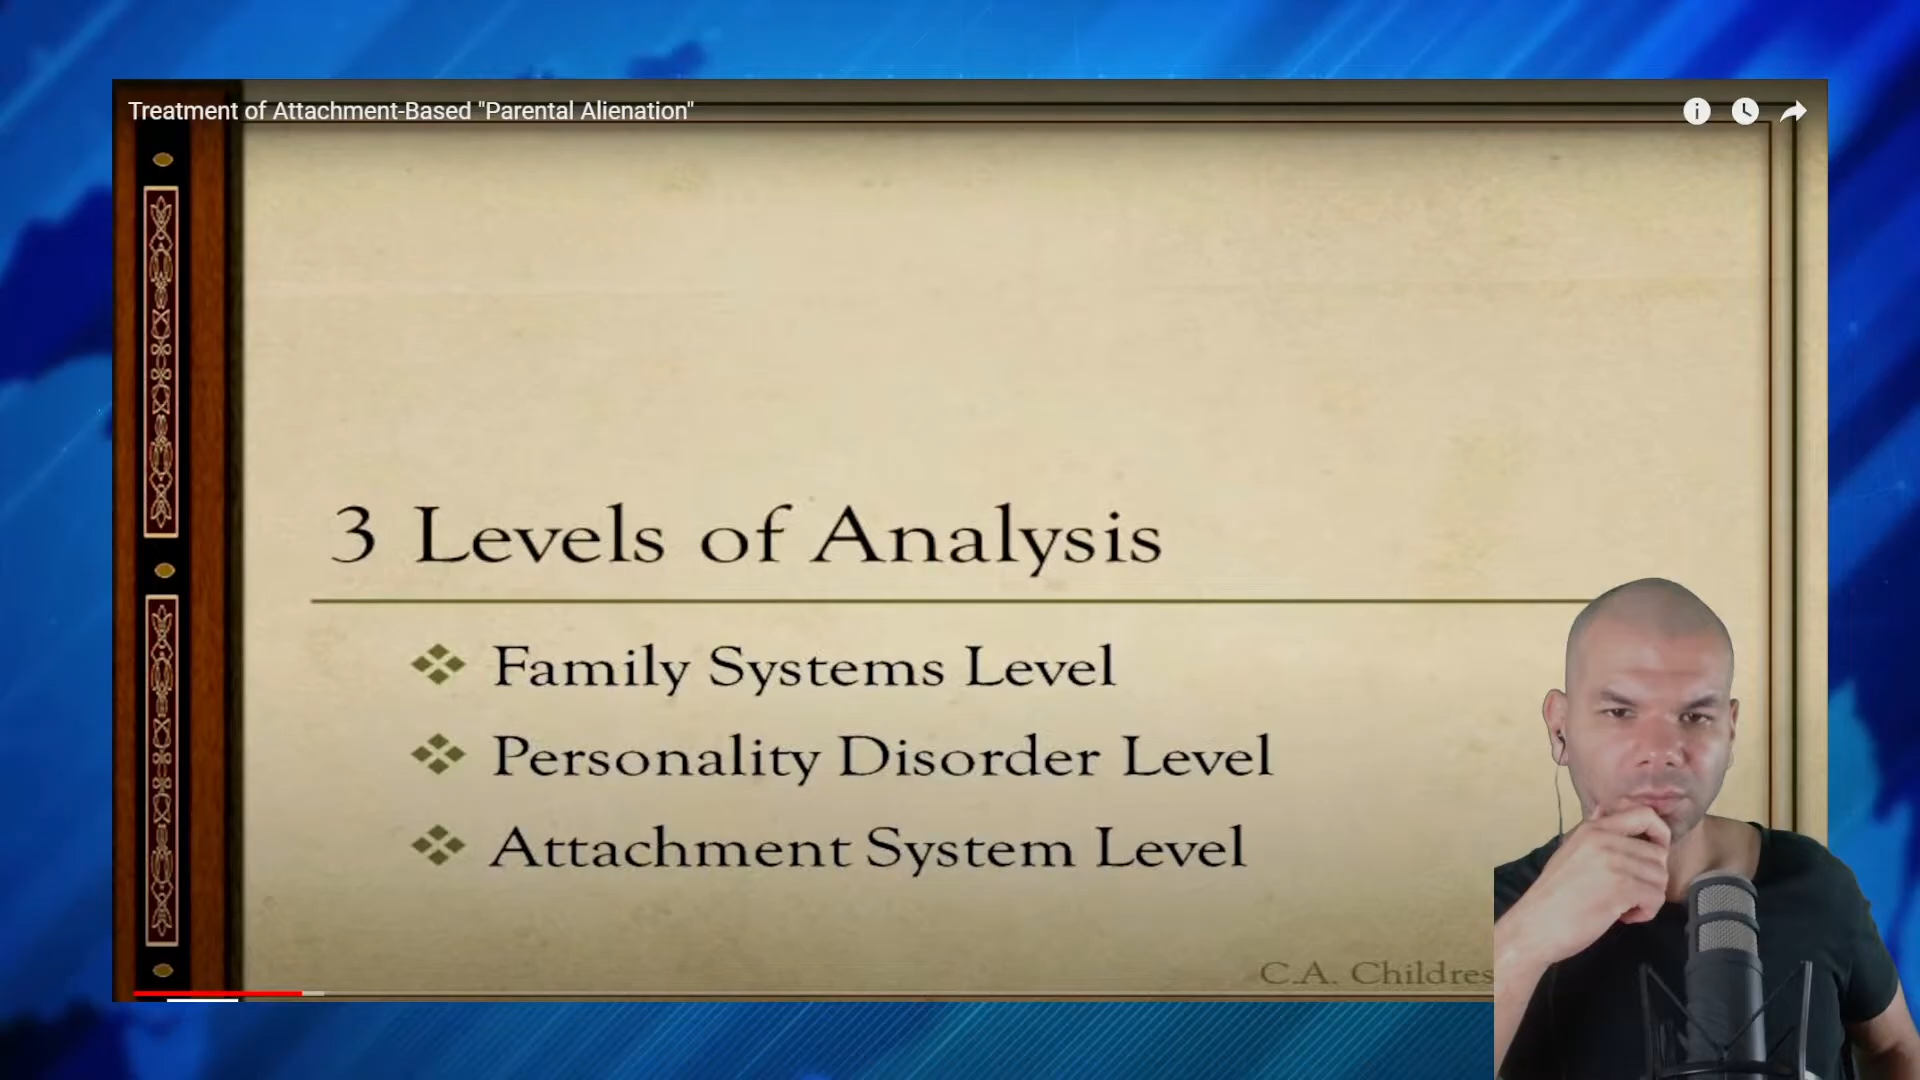 Treatment of Attachment-Based "Parental Alienation"
3 Levels of Analysis
Family Systems Level
Personality Disorder Level
Attachment System Level
C.A. Childres